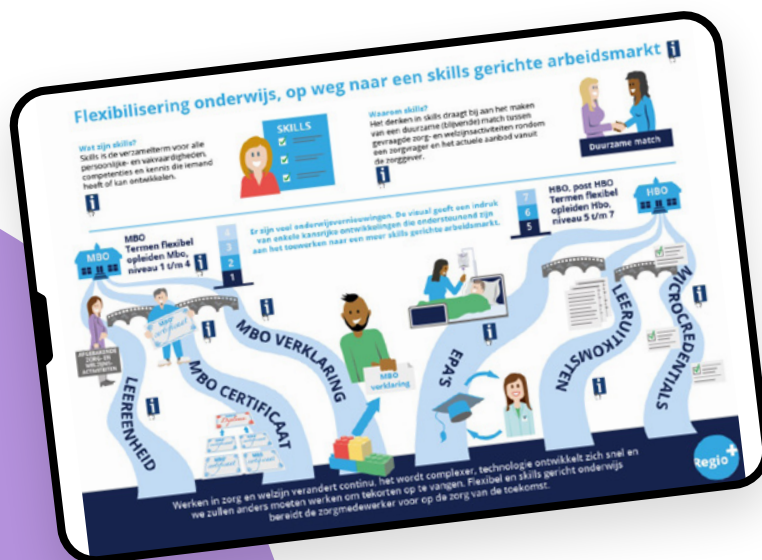 Flexibilisering onderwijs, op weg naar een skills gerichte arbeidsmarkt
Wat zijn skills?
Skills is de verzamelterm voor alle
persoonlijke- en vakvaardigheden,
competenties en kennis die iemand
heeft of kan ontwikkelen.
SKILLS
Waarom skills?
Het denken in skills draagt bij aan het maken
van een duurzame (blijvende) match tussen
gevraagde zorg- en welzijnsactiviteiten rondom
een zorgvrager en het actuele aanbod vanuit
de zorggever.
Duurzame match
MBO
MBO
Termen flexibel
opleiden Mbo,
niveau 1 t/m 4
4
3
2
1
Er zijn veel onderwijsvernieuwingen. De visual geeft een indruk
van enkele kansrijke ontwikkelingen die ondersteunend zijn
aan het toewerken naar een meer skills gerichte arbeidsmarkt.
7
6
5
HBO, post HBO
Termen flexibel
opleiden Hbo,
niveau 5 t/m 7
HBO
AFGEBAKENDE
ZORG- EN
WELZIJNS-
ACTIVITEITEN
LEEREENHEID
MBO CERTIFICAAT
MBO VERKLARING
MBO
verklaring
EPA'S
LEERUITKOMSTEN
MICROCREDENTIALS
Werken in zorg en welzijn verandert continu, het wordt complexer, technologie ontwikkelt zich snel en
we zullen anders moeten werken om tekorten op te vangen. Flexibel en skills gericht onderwijs
bereidt de zorgmedewerker voor op de zorg van de toekomst.
Regio+